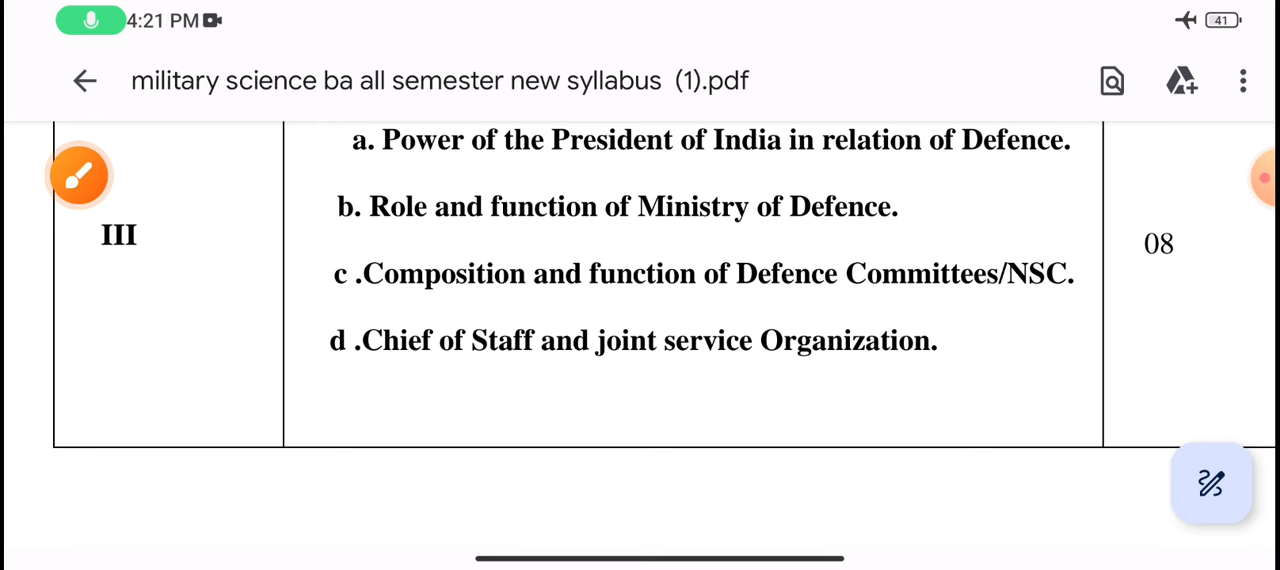 4:21 PM
41
military science ba all semester new syllabus (1).pdf
a. Power of the President of India in relation of Defence.
b. Role and function of Ministry of Defence.
III
08
c .Composition and function of Defence Committees/NSC.
d .Chief of Staff and joint service Organization.